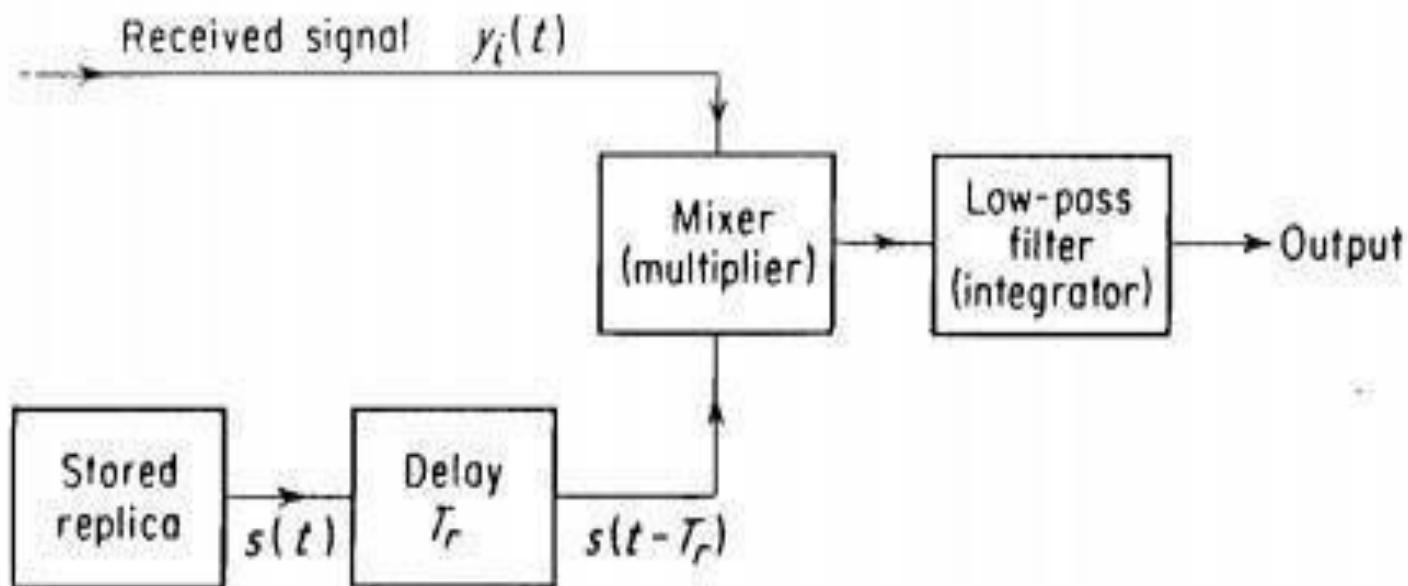 Received signal y_i(t)
Mixer
(multiplier)
Low-pass
filter
(integrator)
Output
Stored
replica
s(t)
Delay
T_r
s(t-T_r)